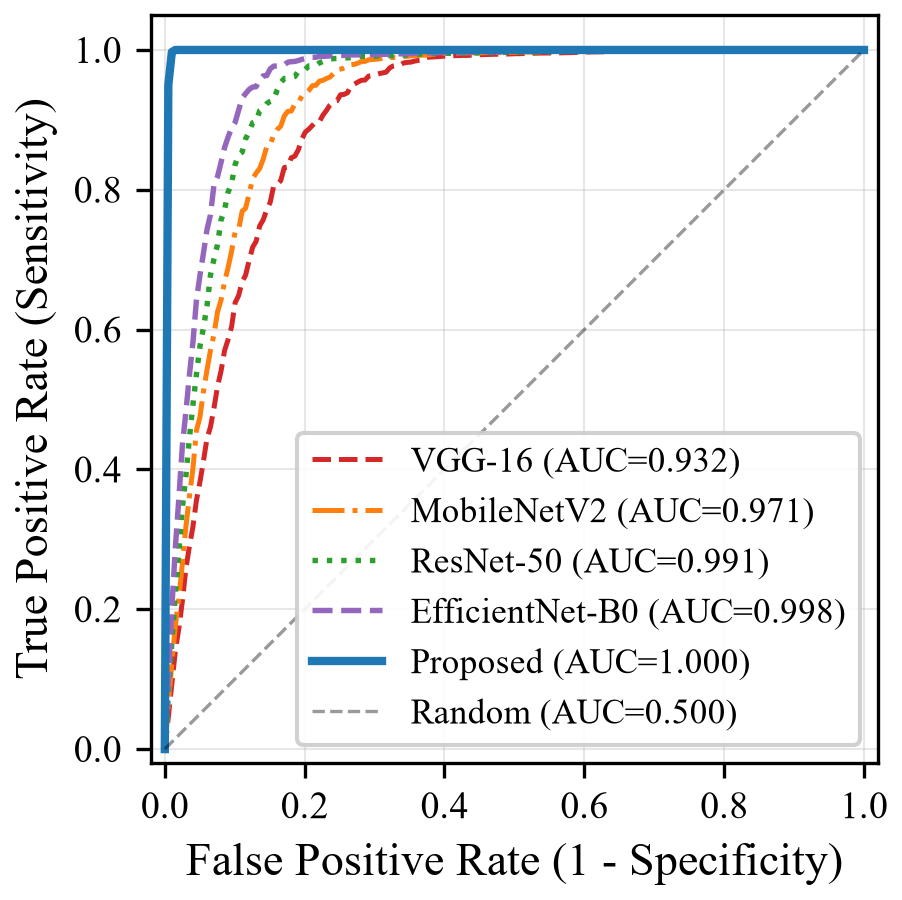 True Positive Rate (Sensitivity)
1.0
0.8
0.6
0.4
0.2
0.0
VGG-16 (AUC=0.932)
MobileNetV2 (AUC=0.971)
ResNet-50 (AUC=0.991)
EfficientNet-B0 (AUC=0.998)
Proposed (AUC=1.000)
Random (AUC=0.500)
0.0 0.2 0.4 0.6 0.8 1.0
False Positive Rate (1 - Specificity)